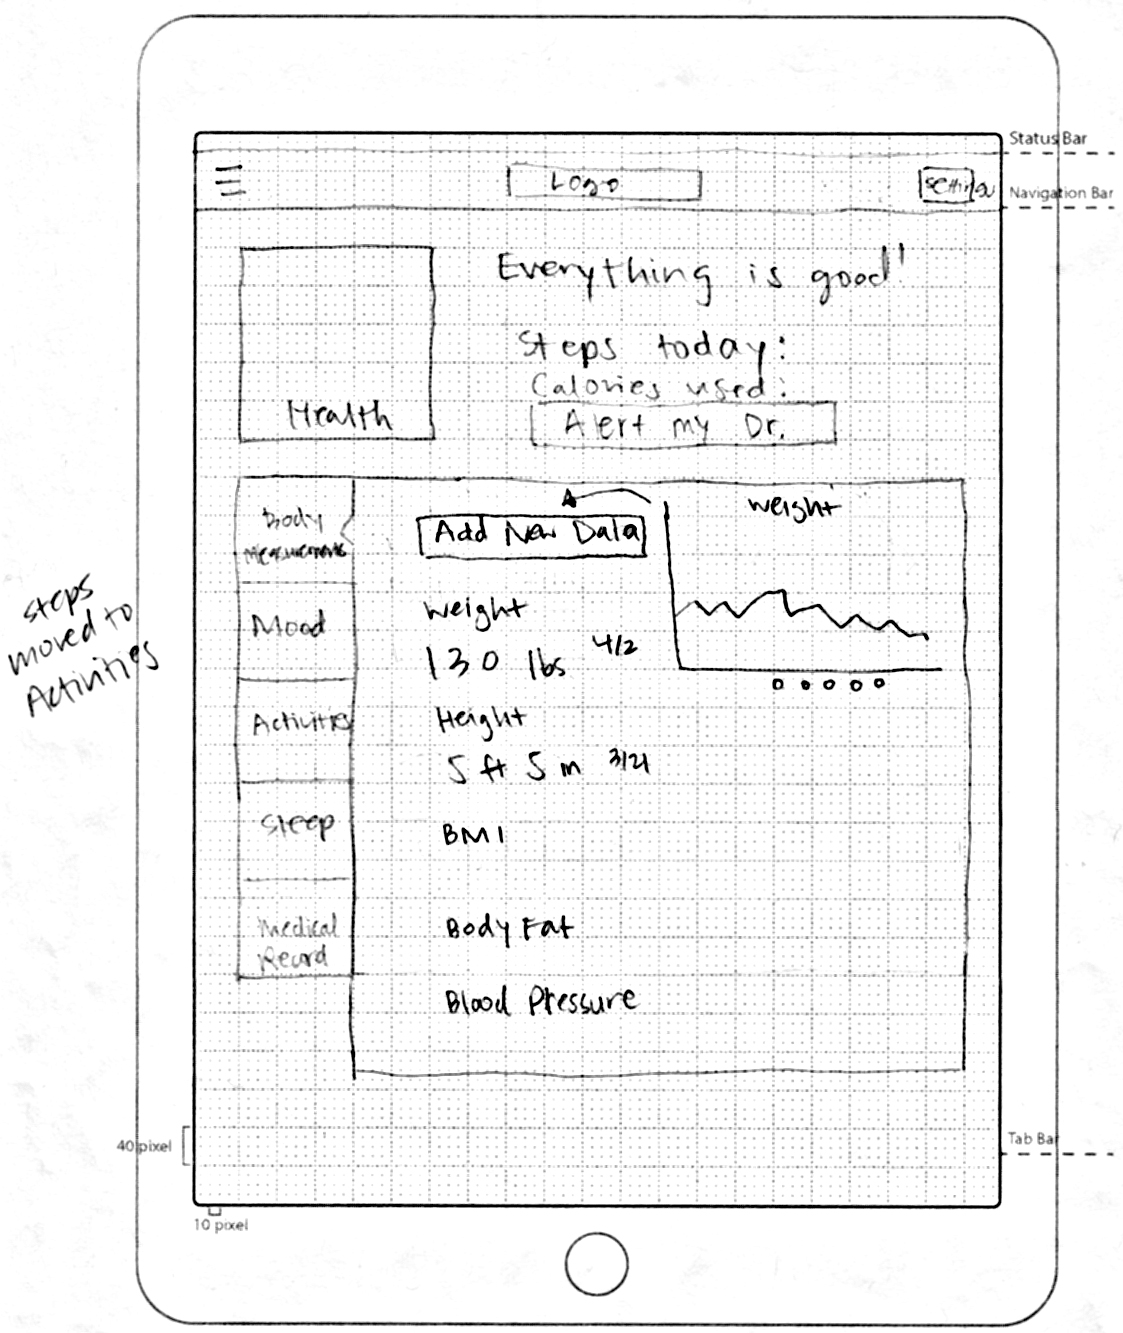 Status Bar
Logo
Settings
Navigation Bar
Everything is good!
Steps today:
Calories used:
Alert my Dr.
Health
Body
Measurements
Mood
Activities
Sleep
Medical
Record
Add New Data
weight
130 lbs 4/2
Height
5 ft 5 in 3/21
BMI
Body Fat
Blood Pressure
weight
steps
moved to
Activities
40 pixel
Tab Bar
10 pixel